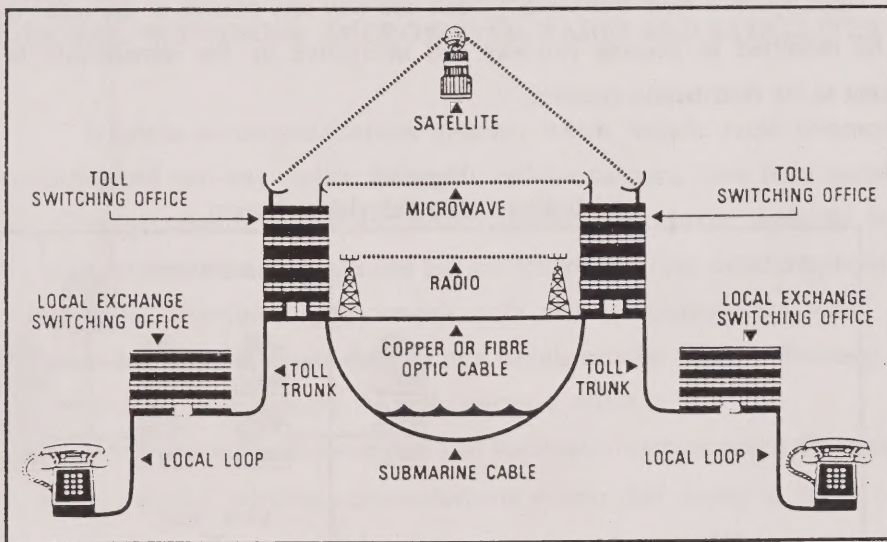 SATELLITE
TOLL
SWITCHING OFFICE
MICROWAVE
TOLL
SWITCHING OFFICE
RADIO
LOCAL EXCHANGE
SWITCHING OFFICE
COPPER OR FIBRE
OPTIC CABLE
LOCAL EXCHANGE
SWITCHING OFFICE
TOLL
TRUNK
TOLL
TRUNK
LOCAL LOOP
SUBMARINE CABLE
LOCAL LOOP